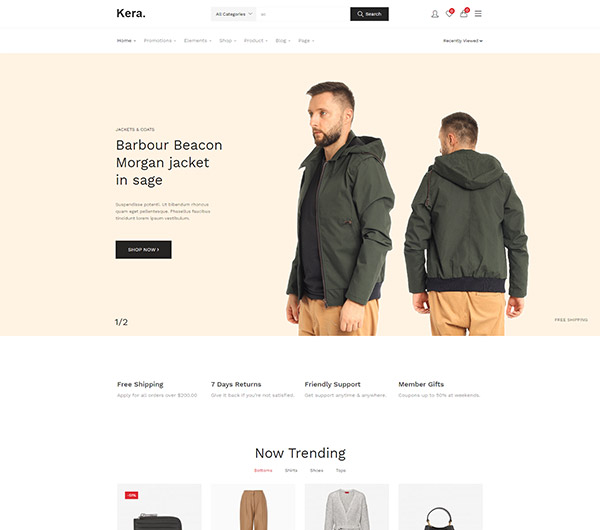 Kera.
All Categories
Search
0
0
Home
Promotions
Elements
Shop
Product
Blog
Page
Recently Viewed
JACKETS & COATS
Barbour Beacon
Morgan jacket
in sage
Suspendisse potenti. Ut bibendum rhoncus
quam eget pellentesque. Phasellus faucibus
tincidunt lorem ipsum vestibulum.
SHOP NOW
1/2
FREE SHIPPING
Free Shipping
Apply for all orders over $200.00
7 Days Returns
Give it back if you're not satisfied.
Friendly Support
Get support anytime & anywhere.
Member Gifts
Coupons up to 50% at weekends.
Now Trending
Bottoms
Shirts
Shoes
Tops